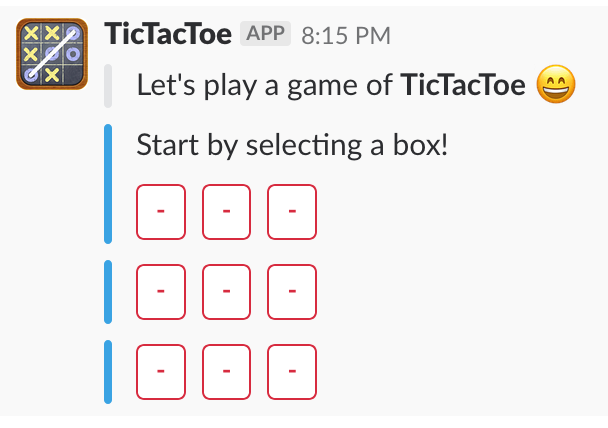 TicTacToe APP 8:15 PM
Let's play a game of TicTacToe 😄
Start by selecting a box!
- - -
- - -
- - -